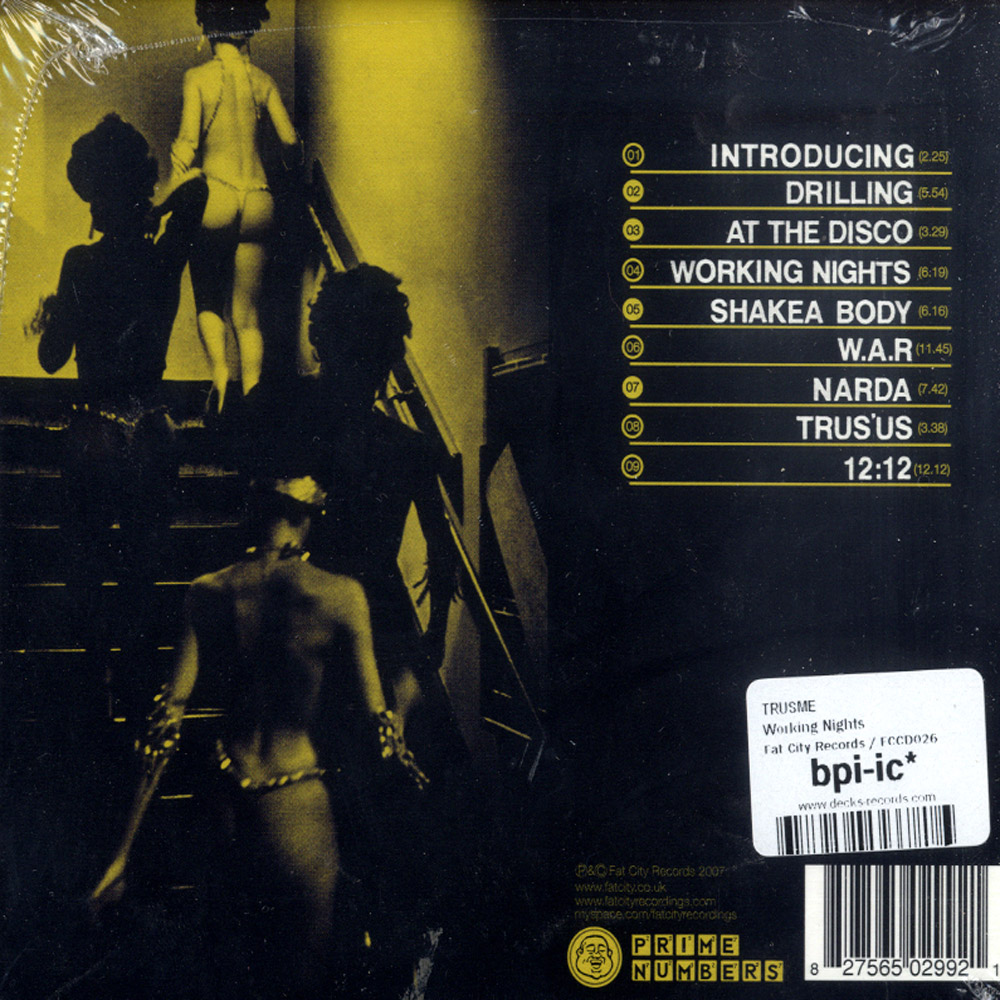 01 INTRODUCING (2.25)
02 DRILLING (5.54)
03 AT THE DISCO (3.29)
04 WORKING NIGHTS (6:19)
05 SHAKEA BODY (6.16)
06 W.A.R (11.45)
07 NARDA (7.42)
08 TRUS'US (3.38)
09 12:12 (12.12)
TRUSME
Working Nights
Fat City Records / FCCD026
bpi-ic*
www.decks-records.com
℗&© Fat City Records 2007
www.fatcity.co.uk
www.fatcityrecordings.com
myspace.com/fatcityrecordings
PRIME
NUMBERS
8 27565 02992 1